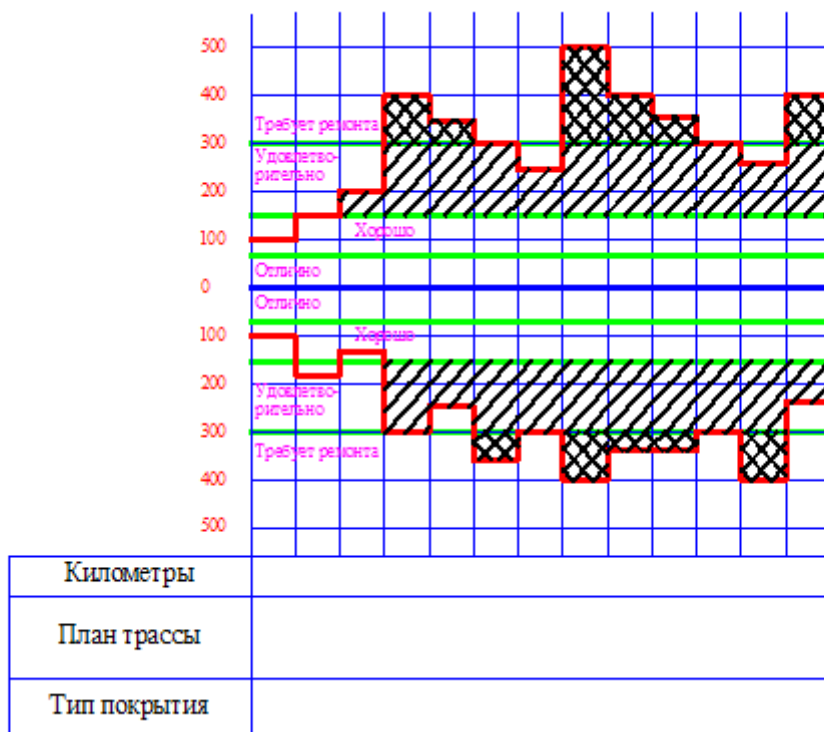 500
400
Требует ремонта
300
Удовлетво-
рительно
200
Хорошо
100
Отлично
0
Отлично
100
Хорошо
200
Удовлетво-
рительно
300
Требует ремонта
400
500
Километры
План трассы
Тип покрытия